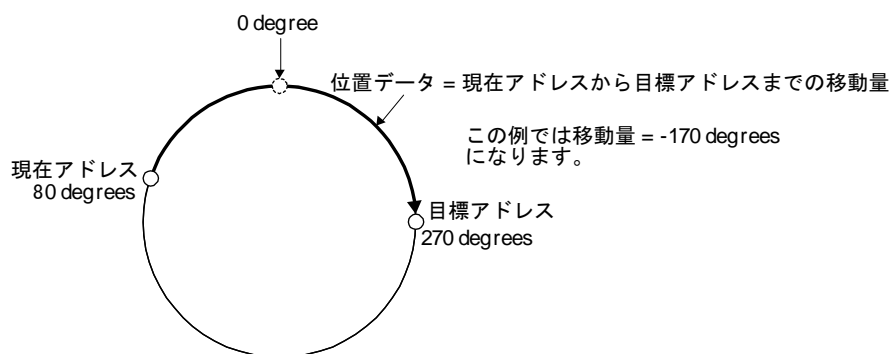 0 degree
位置データ = 現在アドレスから目標アドレスまでの移動量
この例では移動量 = -170 degrees
になります。
現在アドレス
80 degrees
目標アドレス
270 degrees